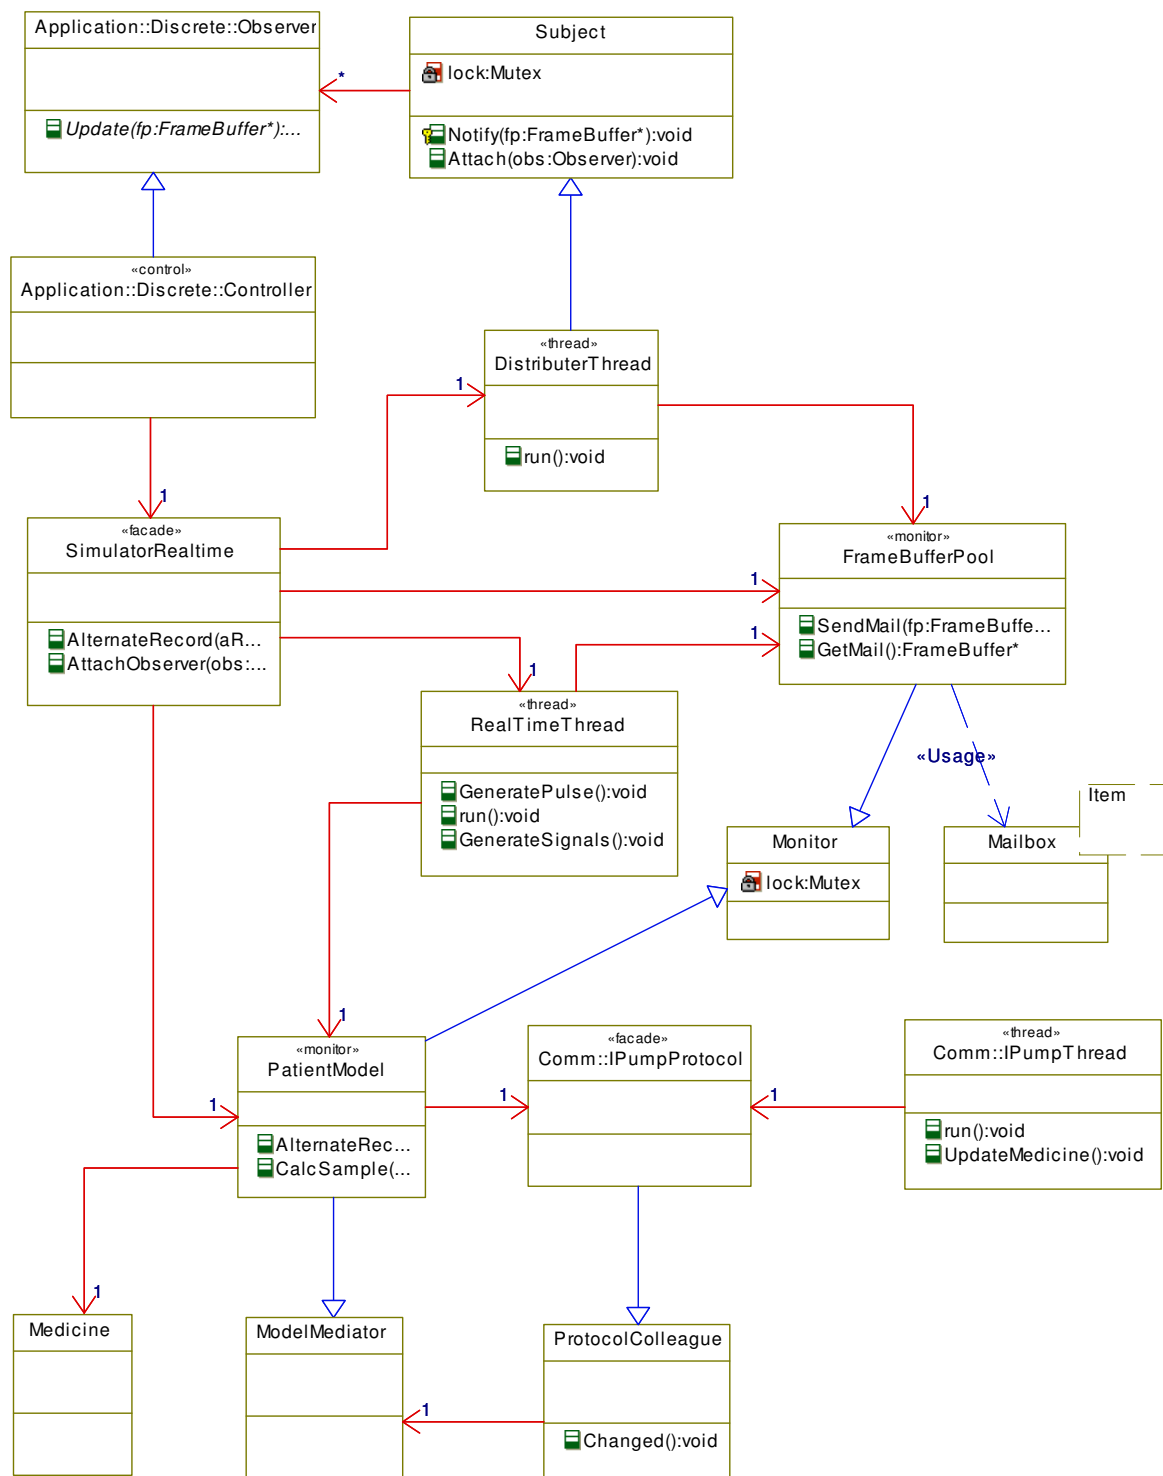 Application::Discrete::Observer
Update(fp:FrameBuffer*):...
Subject
lock:Mutex
Notify(fp:FrameBuffer*):void
Attach(obs:Observer):void
*
«control»
Application::Discrete::Controller
«thread»
DistributerThread
run():void
1
1
1
«facade»
SimulatorRealtime
AlternateRecord(aR...
AttachObserver(obs:...
«monitor»
FrameBufferPool
SendMail(fp:FrameBuffe...
GetMail():FrameBuffer*
1
1
1
«thread»
RealTimeThread
GeneratePulse():void
run():void
GenerateSignals():void
«Usage»
Item
Monitor
lock:Mutex
Mailbox
1
1
«monitor»
PatientModel
AlternateRec...
CalcSample(...
1
«facade»
Comm::IPumpProtocol
1
«thread»
Comm::IPumpThread
run():void
UpdateMedicine():void
1
Medicine
ModelMediator
1
ProtocolColleague
Changed():void